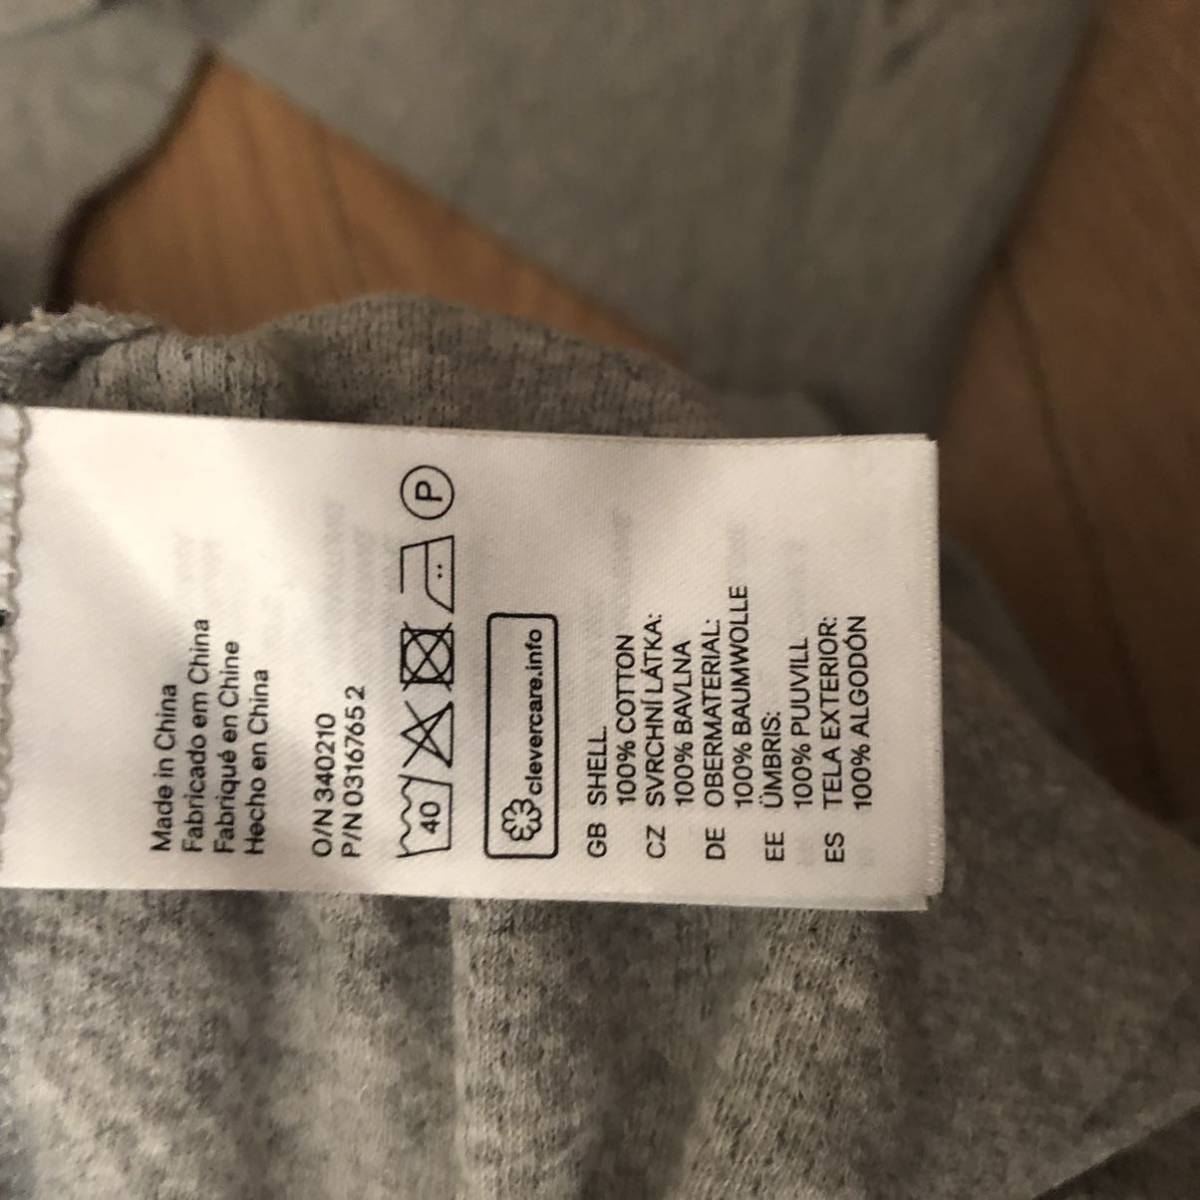 Made in China
Fabricado em China
Fabriqué en Chine
Hecho en China
O/N 340210
P/N 03167652
40 P
clevercare.info
GB SHELL
100% COTTON
CZ SVRCHNÍ LÁTKA:
100% BAVLNA
DE OBERMATERIAL:
100% BAUMWOLLE
EE ÜMBRIS:
100% PUUVILL
ES TELA EXTERIOR:
100% ALGODÓN